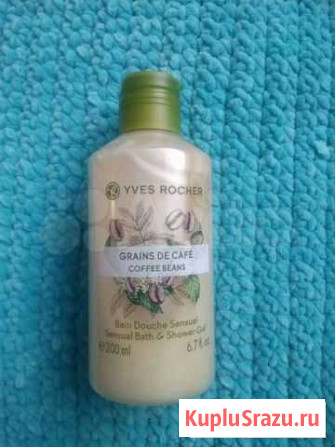 YVES ROCHER
GRAINS DE CAFÉ
COFFEE BEANS
Bain Douche Sensuel
Sensual Bath & Shower Gel
℮200 ml 6.7 fl. oz
KupluSrazu.ru